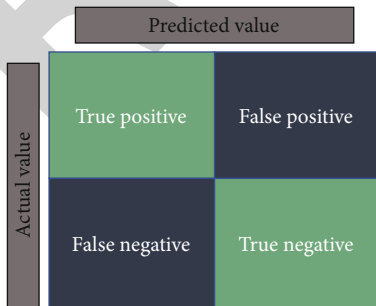 Predicted value
Actual value
True positive
False positive
False negative
True negative